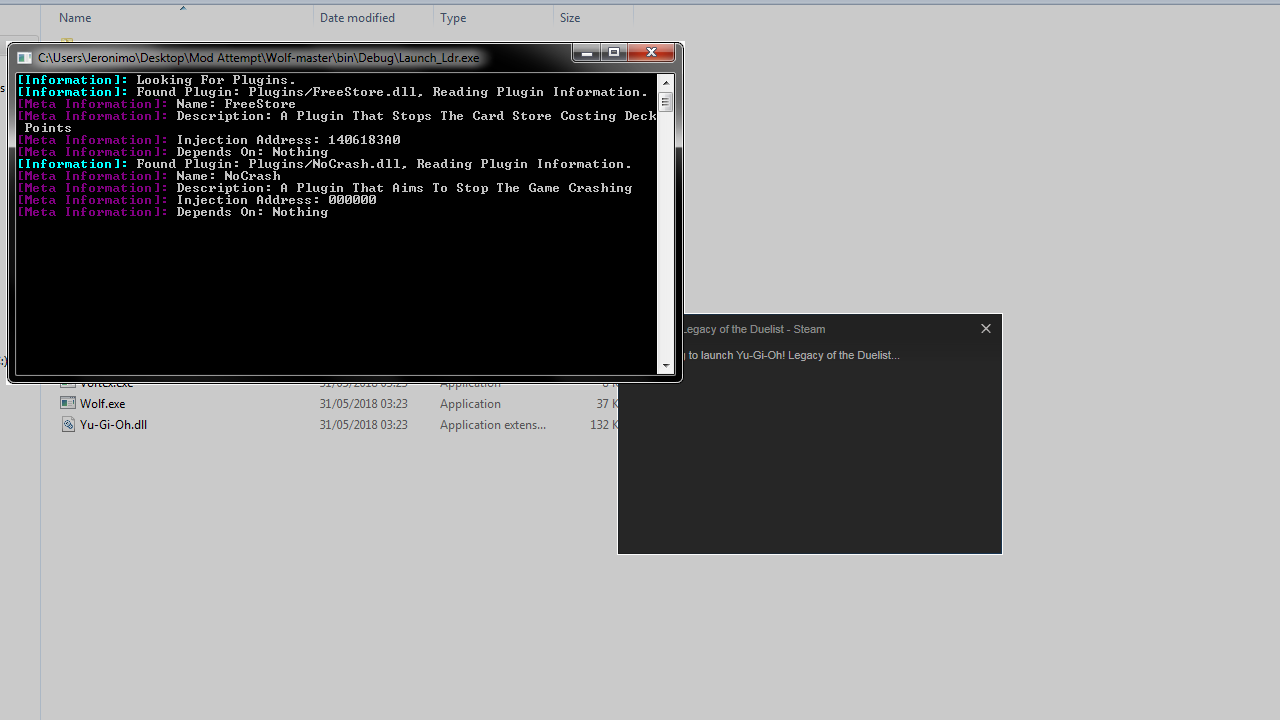 Name Date modified Type Size
C:\Users\Jeronimo\Desktop\Mod Attempt\Wolf-master\bin\Debug\Launch_Ldr.exe
[Information]: Looking For Plugins.
[Information]: Found Plugin: Plugins/FreeStore.dll, Reading Plugin Information.
[Meta Information]: Name: FreeStore
[Meta Information]: Description: A Plugin That Stops The Card Store Costing Deck
Points
[Meta Information]: Injection Address: 1406183A0
[Meta Information]: Depends On: Nothing
[Information]: Found Plugin: Plugins/NoCrash.dll, Reading Plugin Information.
[Meta Information]: Name: NoCrash
[Meta Information]: Description: A Plugin That Aims To Stop The Game Crashing
[Meta Information]: Injection Address: 000000
[Meta Information]: Depends On: Nothing
Legacy of the Duelist - Steam
to launch Yu-Gi-Oh! Legacy of the Duelist...
Vortex.exe 31/05/2018 03:23 Application
Wolf.exe 31/05/2018 03:23 Application 37 K
Yu-Gi-Oh.dll 31/05/2018 03:23 Application extens... 132 K